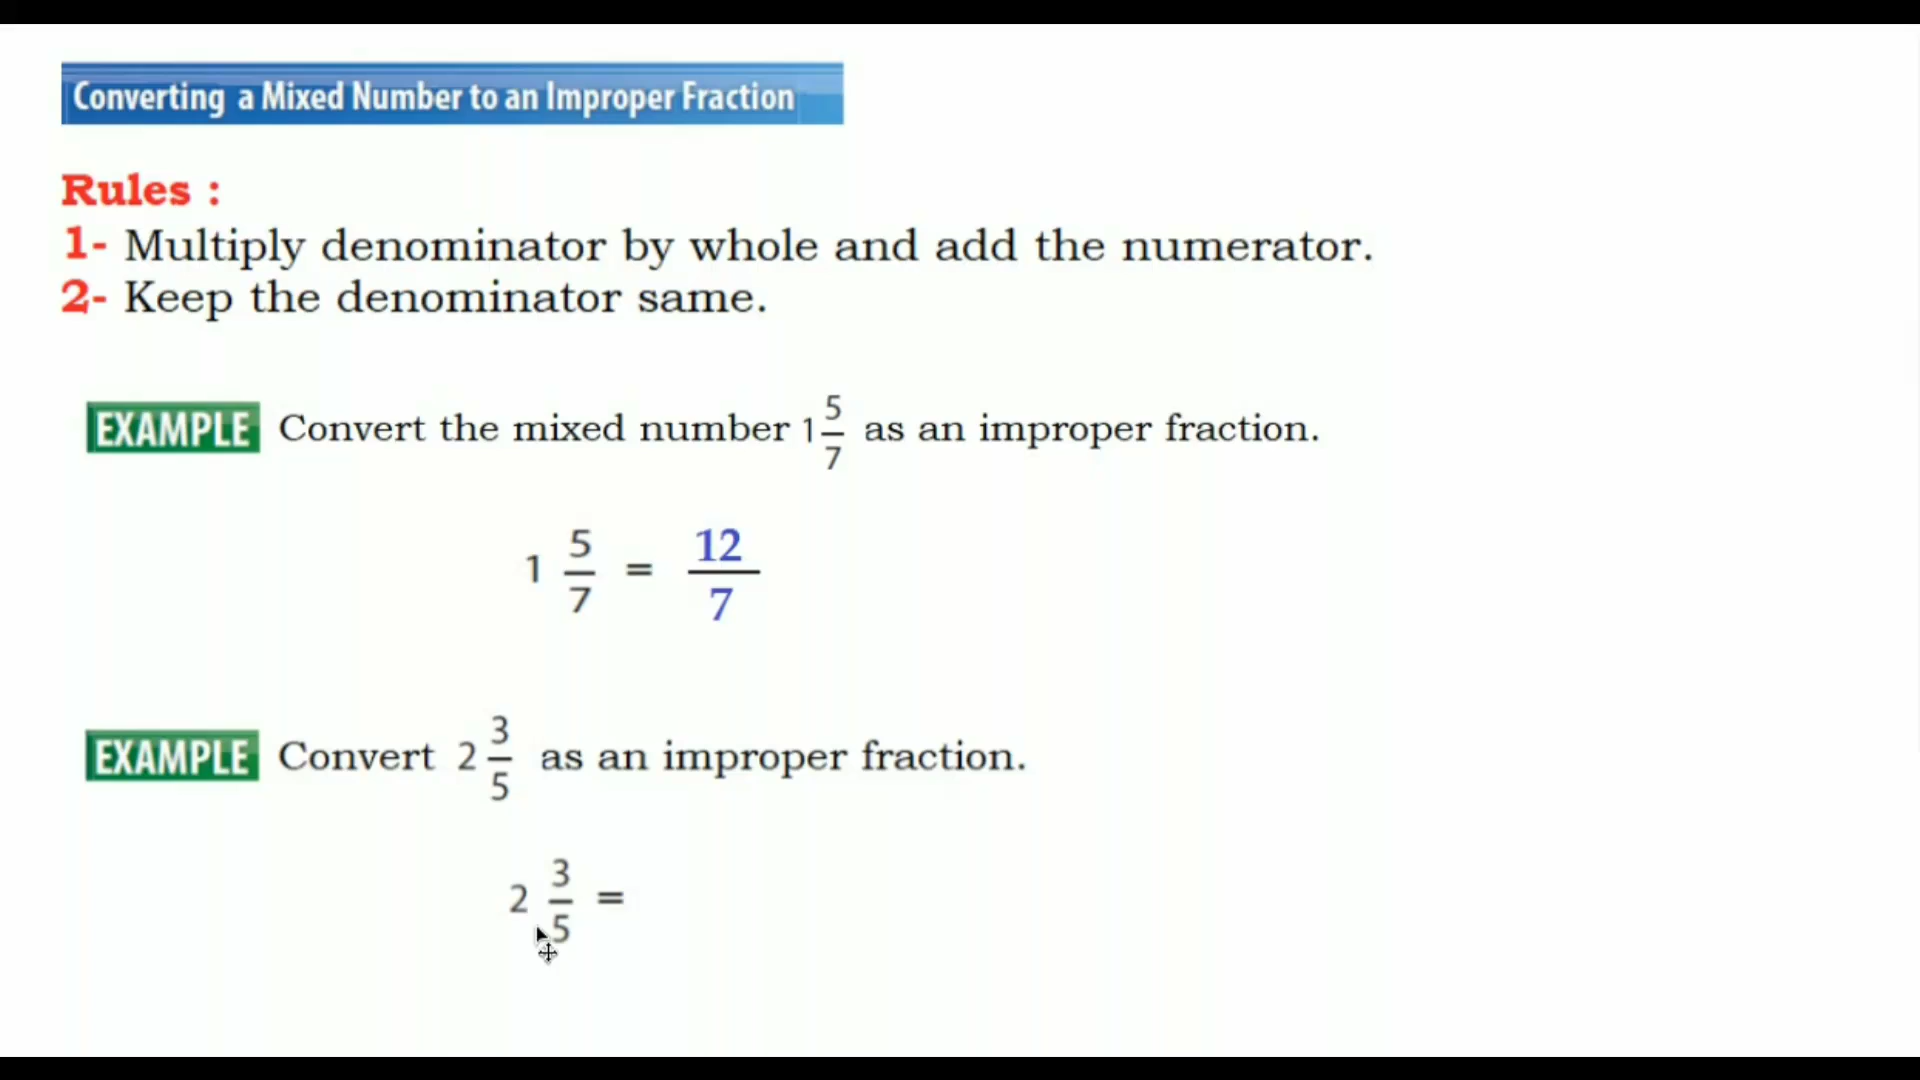 Converting a Mixed Number to an Improper Fraction
Rules :
1- Multiply denominator by whole and add the numerator.
2- Keep the denominator same.
EXAMPLE Convert the mixed number 1 5/7 as an improper fraction.
1 5/7 = 12/7
EXAMPLE Convert 2 3/5 as an improper fraction.
2 3/5 =